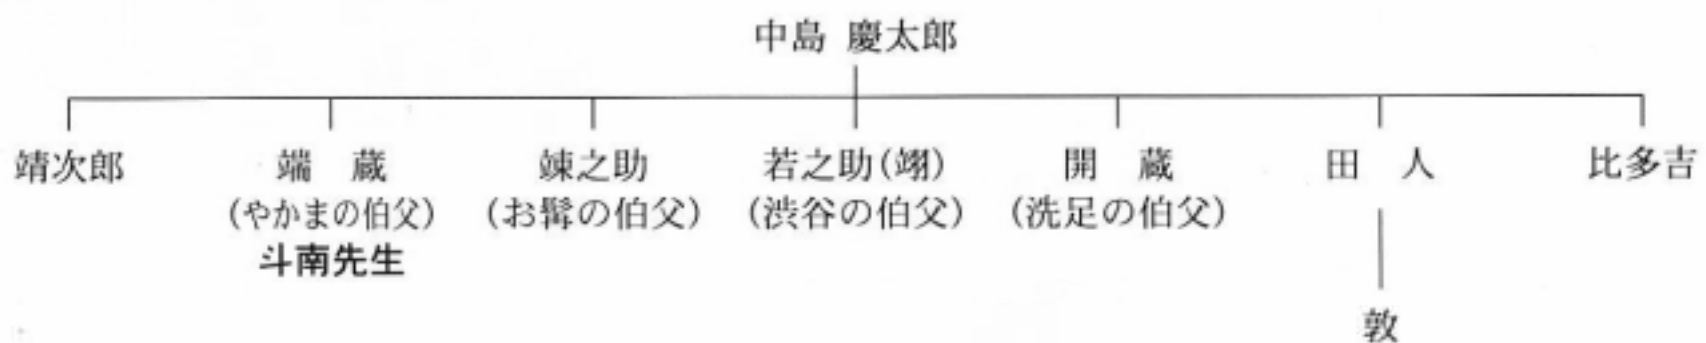 中島 慶太郎
靖次郎 端 蔵 竦之助 若之助(翊) 開 蔵 田 人 比多吉
(やかまの伯父) (お髯の伯父) (渋谷の伯父) (洗足の伯父)
斗南先生
敦